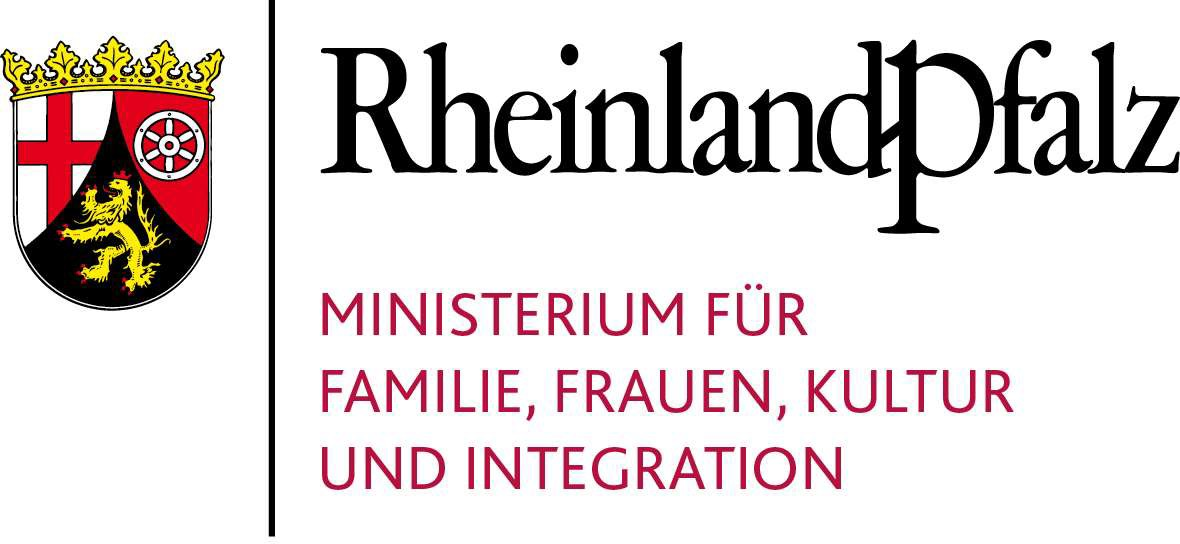 RheinlandPfalz
MINISTERIUM FÜR
FAMILIE, FRAUEN, KULTUR
UND INTEGRATION